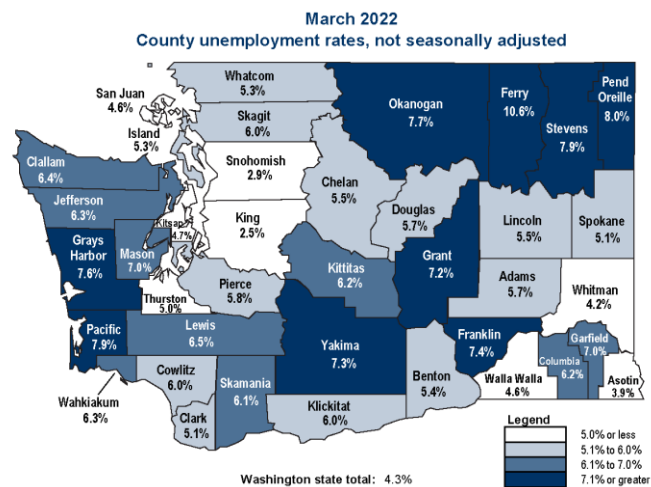 March 2022
County unemployment rates, not seasonally adjusted
Whatcom
5.3%
San Juan
4.6%
Skagit
6.0%
Island
5.3%
Okanogan
7.7%
Ferry
10.6%
Stevens
7.9%
Pend
Oreille
8.0%
Clallam
6.4%
Snohomish
2.9%
Chelan
5.5%
Jefferson
6.3%
Kitsap
4.7%
King
2.5%
Douglas
5.7%
Lincoln
5.5%
Spokane
5.1%
Grays
Harbor
7.6%
Mason
7.0%
Pierce
5.8%
Kittitas
6.2%
Grant
7.2%
Adams
5.7%
Whitman
4.2%
Thurston
5.0%
Pacific
7.9%
Lewis
6.5%
Yakima
7.3%
Franklin
7.4%
Garfield
7.0%
Columbia
6.2%
Wahkiakum
6.3%
Cowlitz
6.0%
Skamania
6.1%
Benton
5.4%
Walla Walla
4.6%
Asotin
3.9%
Clark
5.1%
Klickitat
6.0%
Legend
5.0% or less
5.1% to 6.0%
6.1% to 7.0%
7.1% or greater
Washington state total: 4.3%